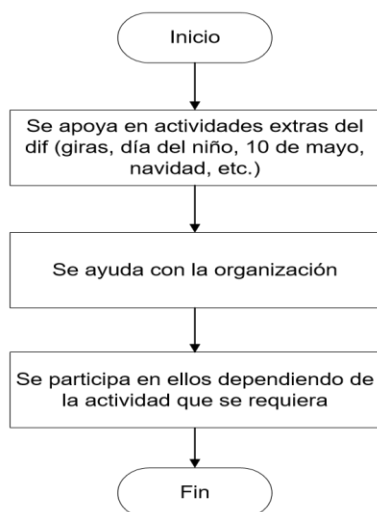 Inicio
Se apoya en actividades extras del
dif (giras, día del niño, 10 de mayo,
navidad, etc.)
Se ayuda con la organización
Se participa en ellos dependiendo de
la actividad que se requiera
Fin